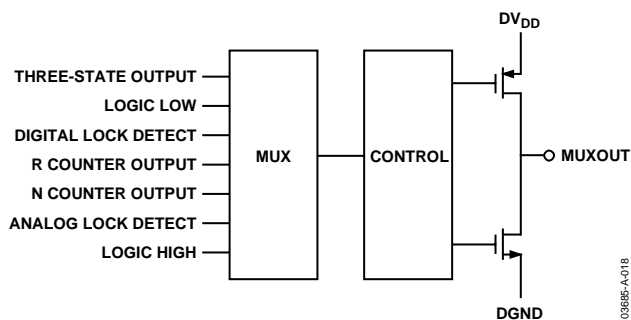 DVDD
THREE-STATE OUTPUT
LOGIC LOW
DIGITAL LOCK DETECT
R COUNTER OUTPUT
N COUNTER OUTPUT
ANALOG LOCK DETECT
LOGIC HIGH
MUX
CONTROL
MUXOUT
DGND
03685-A-018